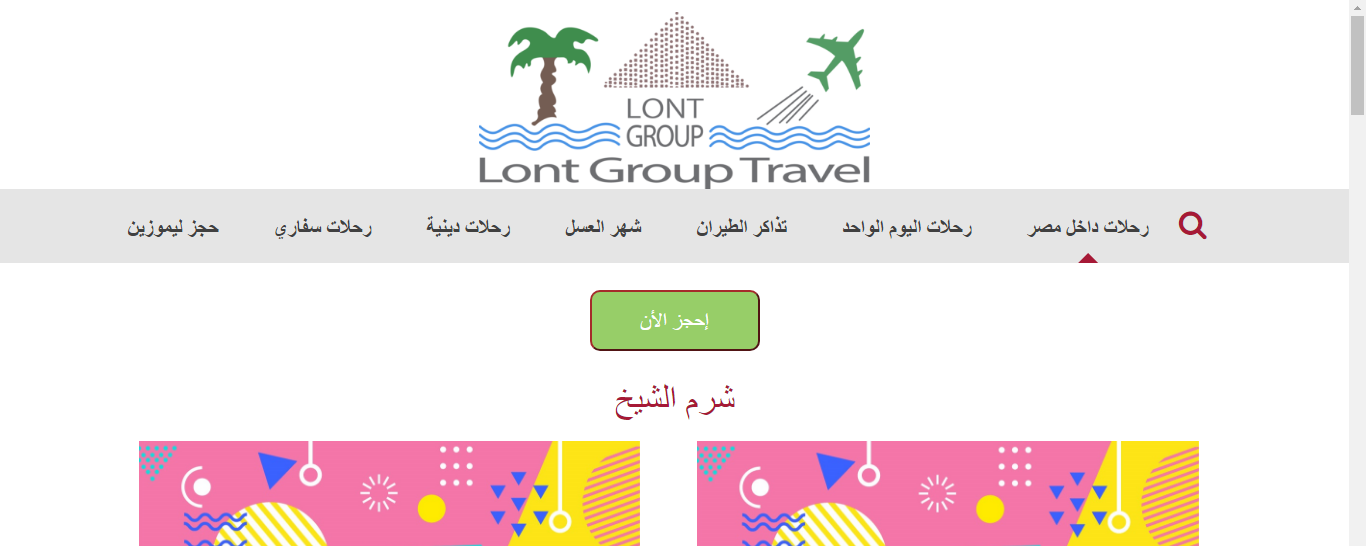 LONT
GROUP
Lont Group Travel
رحلات داخل مصر
رحلات اليوم الواحد
تذاكر الطيران
شهر العسل
رحلات دينية
رحلات سفاري
حجز ليموزين
إحجز الأن
شرم الشيخ